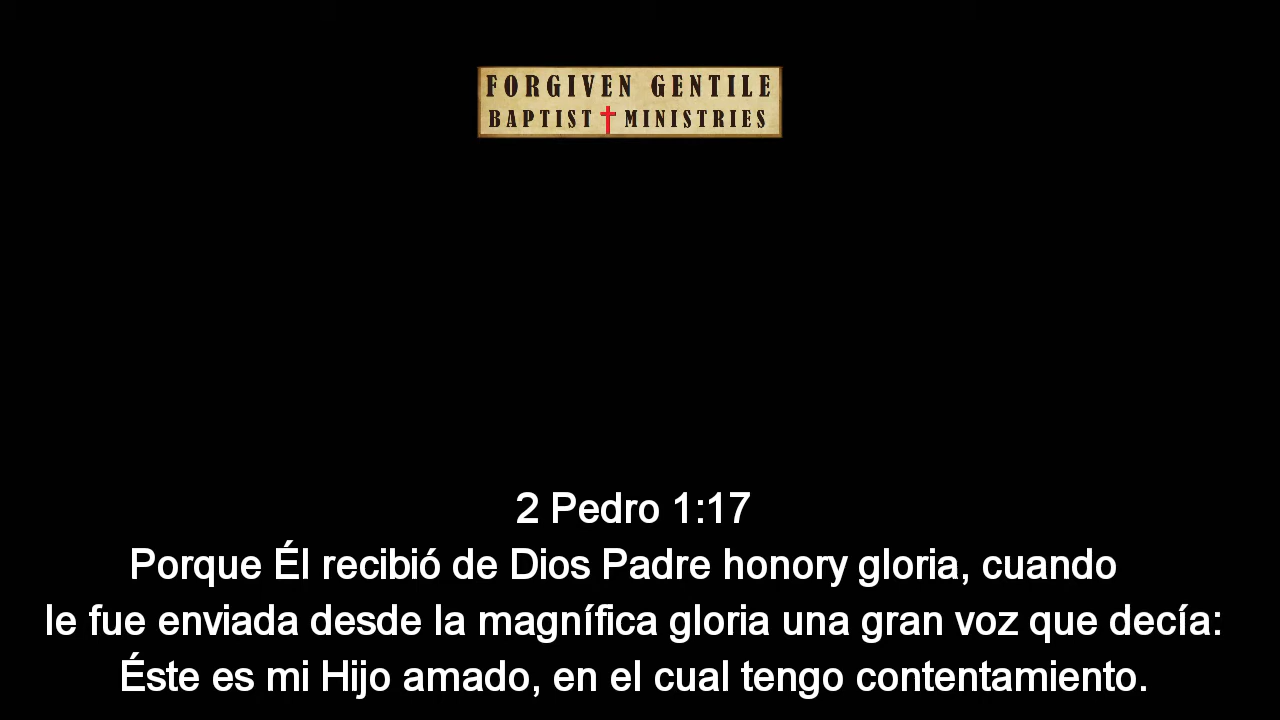 FORGIVEN GENTILE
BAPTIST MINISTRIES
2 Pedro 1:17
Porque Él recibió de Dios Padre honory gloria, cuando
le fue enviada desde la magnífica gloria una gran voz que decía:
Éste es mi Hijo amado, en el cual tengo contentamiento.